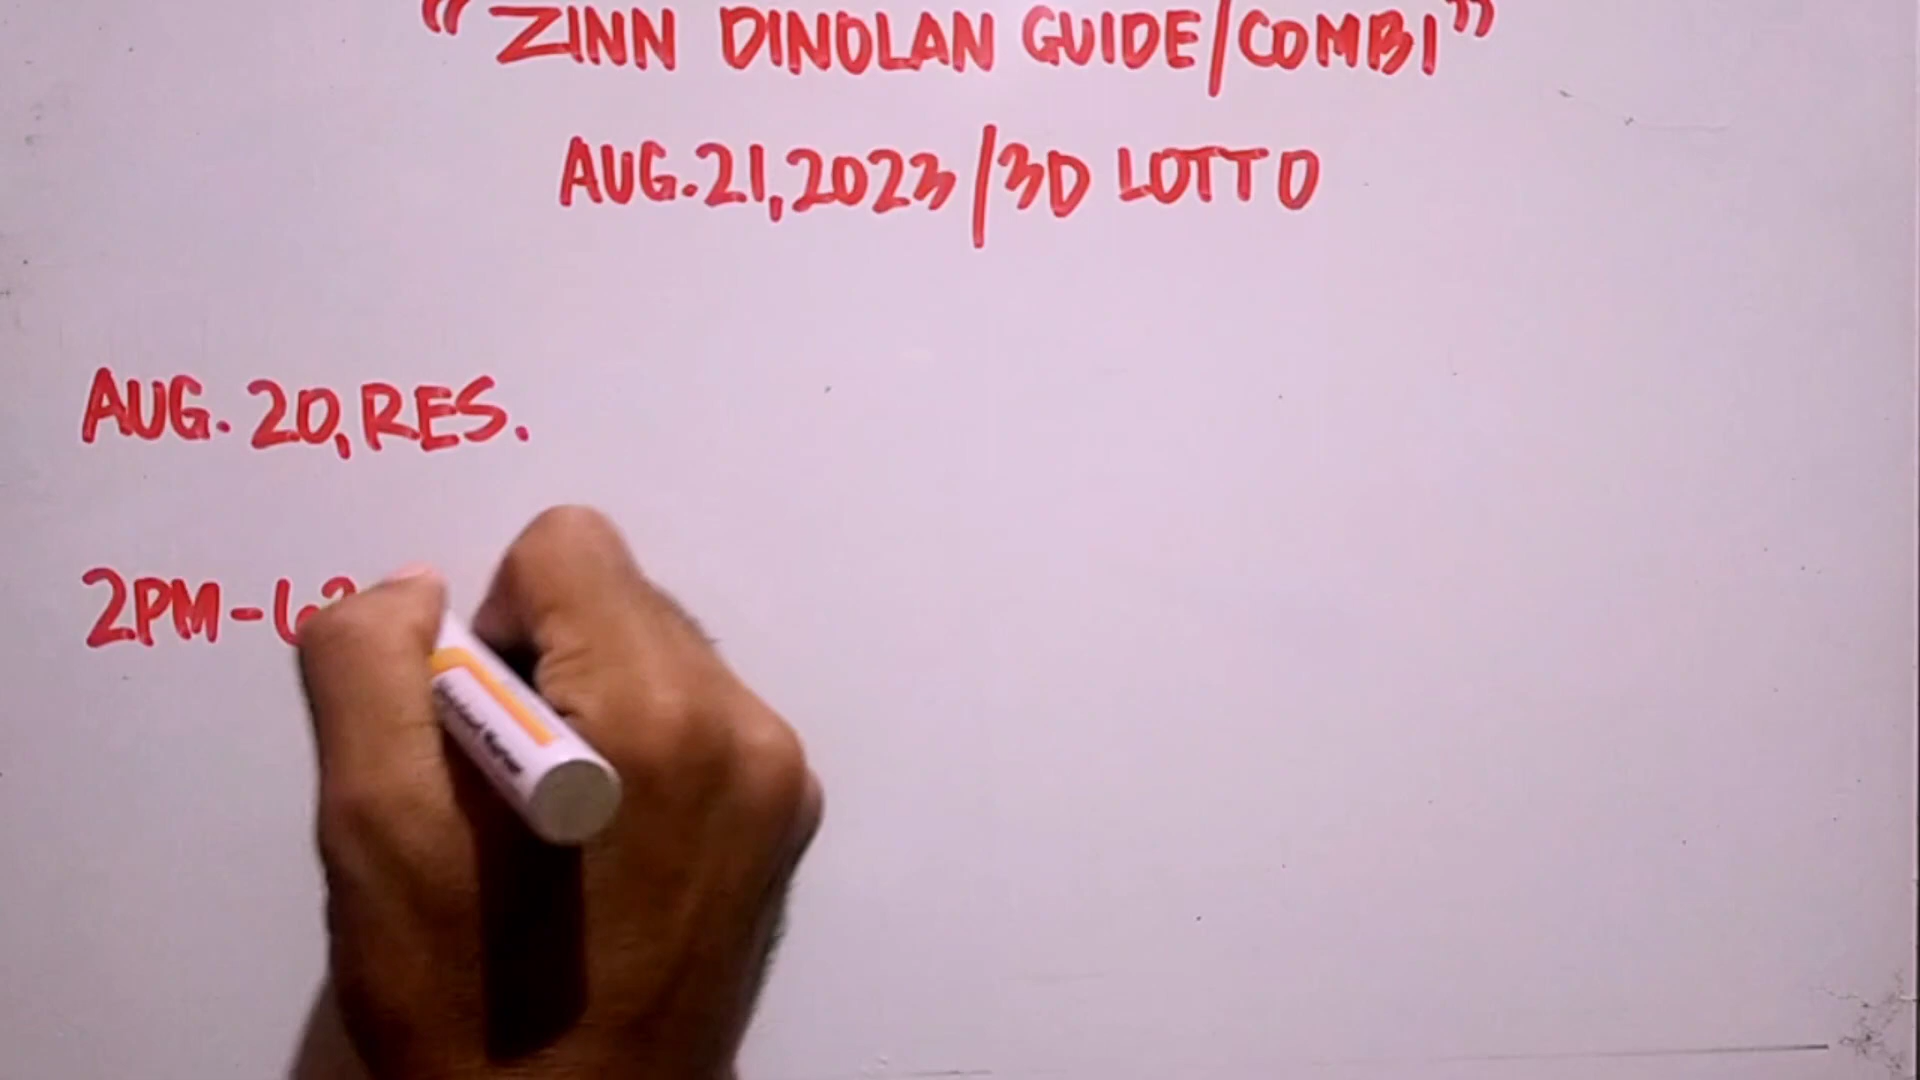 “ZINN DINOLAN GUIDE/COMBI”
AUG.21,2023/3D LOTTO
AUG. 20, RES.
2PM-